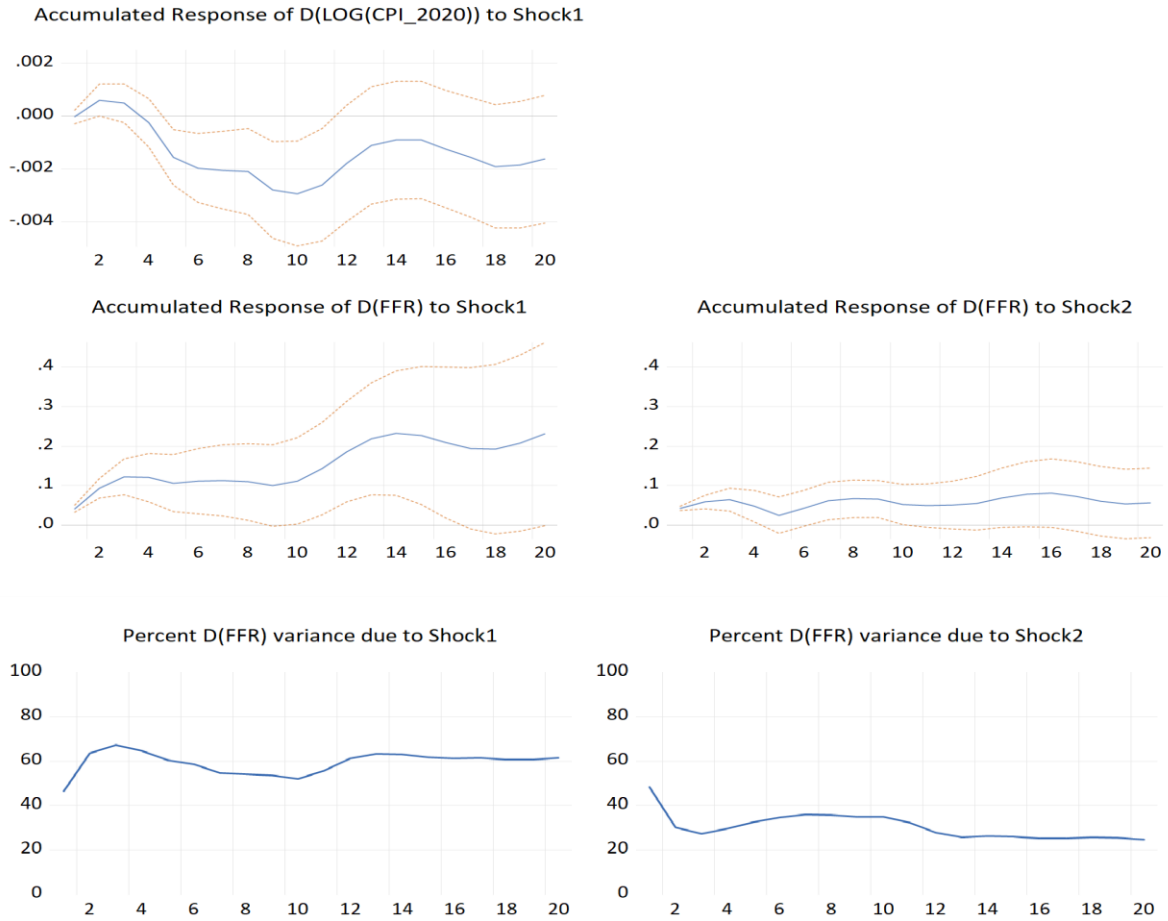 Accumulated Response of D(LOG(CPI_2020)) to Shock1
.002
.000
-.002
-.004
2 4 6 8 10 12 14 16 18 20
Accumulated Response of D(FFR) to Shock1
.4
.3
.2
.1
.0
2 4 6 8 10 12 14 16 18 20
Accumulated Response of D(FFR) to Shock2
.4
.3
.2
.1
.0
2 4 6 8 10 12 14 16 18 20
Percent D(FFR) variance due to Shock1
100
80
60
40
20
0
2 4 6 8 10 12 14 16 18 20
Percent D(FFR) variance due to Shock2
100
80
60
40
20
0
2 4 6 8 10 12 14 16 18 20